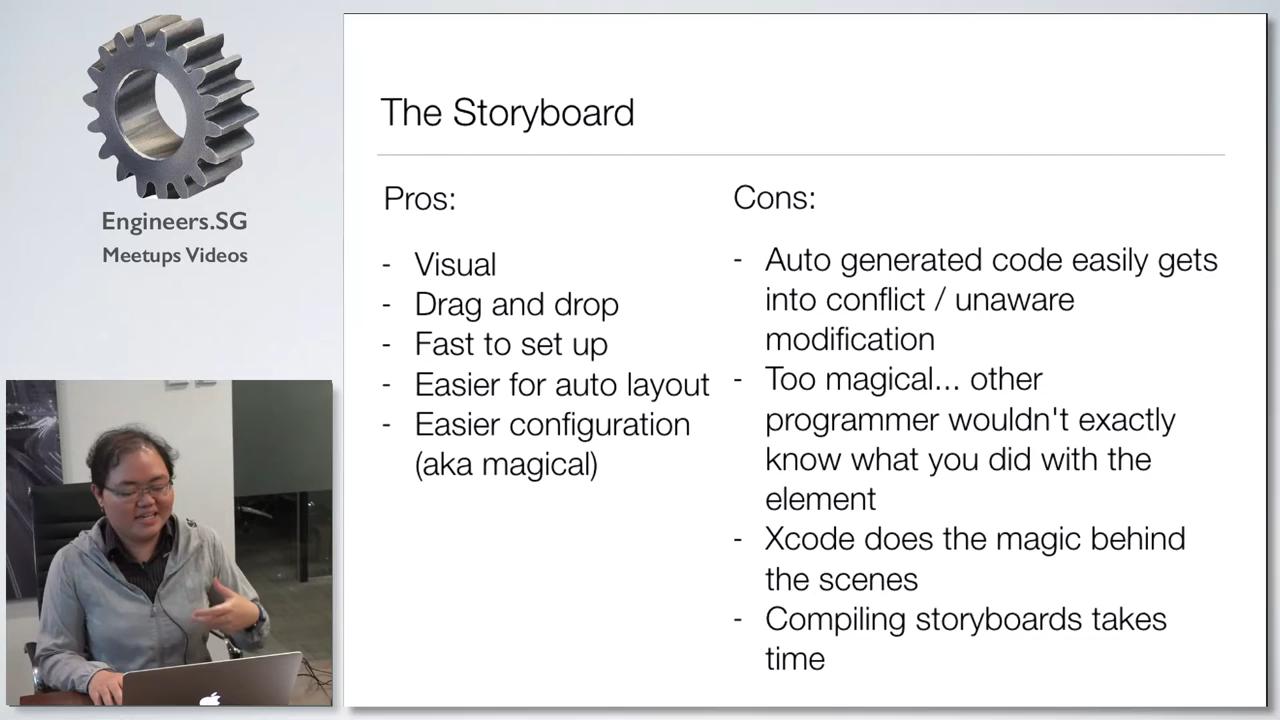 Engineers.SG
Meetups Videos
The Storyboard
Pros:
- Visual
- Drag and drop
- Fast to set up
- Easier for auto layout
- Easier configuration
(aka magical)
Cons:
- Auto generated code easily gets
into conflict / unaware
modification
- Too magical... other
programmer wouldn't exactly
know what you did with the
element
- Xcode does the magic behind
the scenes
- Compiling storyboards takes
time